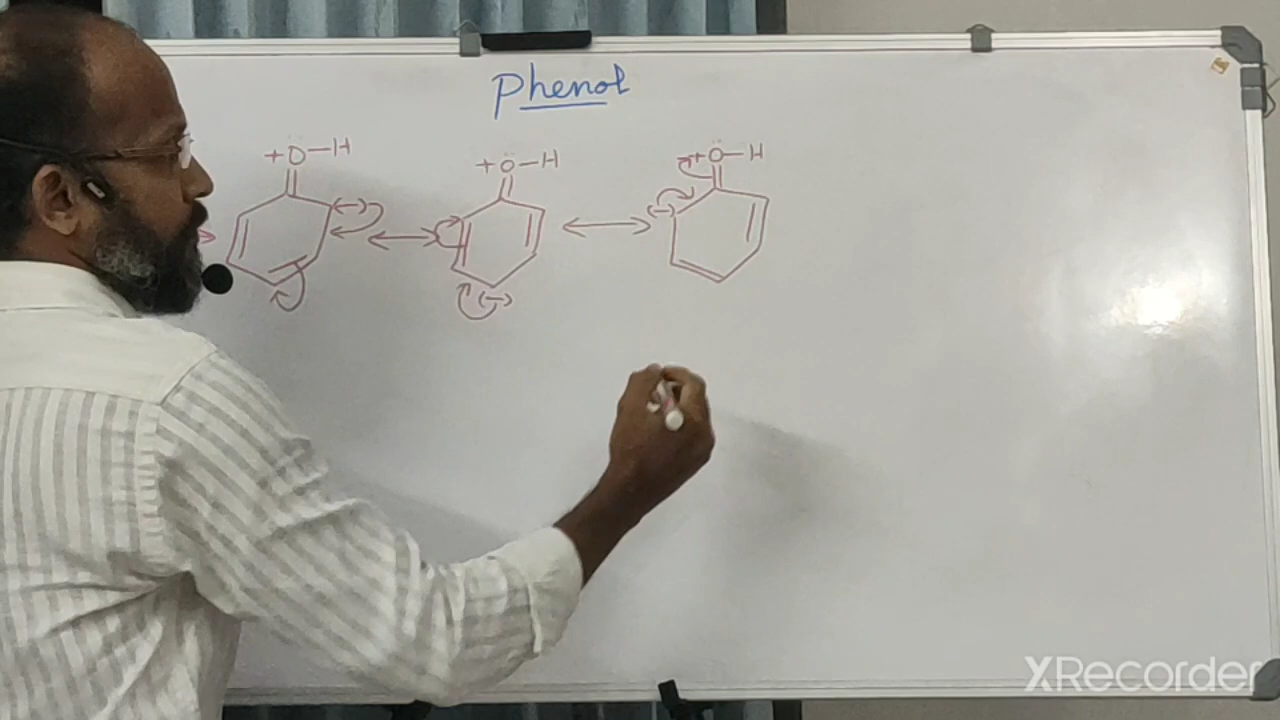 Phenol
+O-H
+O-H
+O-H
(-)
(-)
(-)
XRecorder